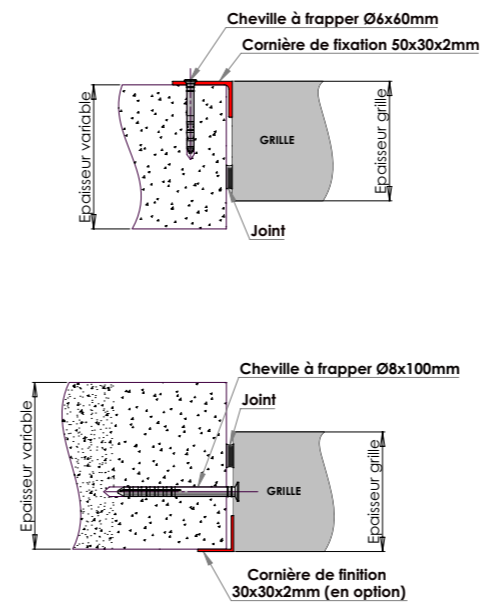 Cheville à frapper Ø6x60mm
Cornière de fixation 50x30x2mm
Epaisseur variable
GRILLE
Epaisseur grille
Joint
Cheville à frapper Ø8x100mm
Joint
Epaisseur variable
GRILLE
Epaisseur grille
Cornière de finition
30x30x2mm (en option)